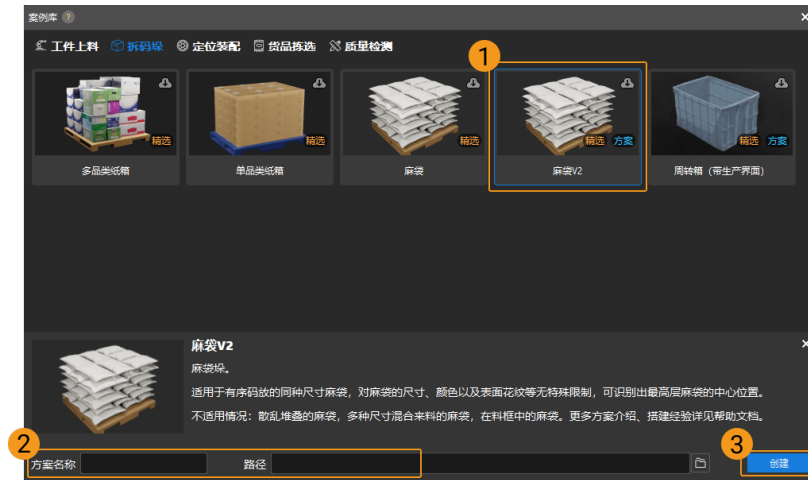 案例库 ?
工件上料 拆码垛 定位装配 货品拣选 质量检测
1
精选 精选 精选 精选 方案 精选 方案
多品类纸箱 单品类纸箱 麻袋 麻袋V2 周转箱（带生产界面）
麻袋V2
麻袋垛。
适用于有序码放的同种尺寸麻袋，对麻袋的尺寸、颜色以及表面花纹等无特殊限制，可识别出最高层麻袋的中心位置。
不适用情况：散乱堆叠的麻袋，多种尺寸混合来料的麻袋，在料框中的麻袋。更多方案介绍、搭建经验详见帮助文档。
2 3
方案名称 路径 创建